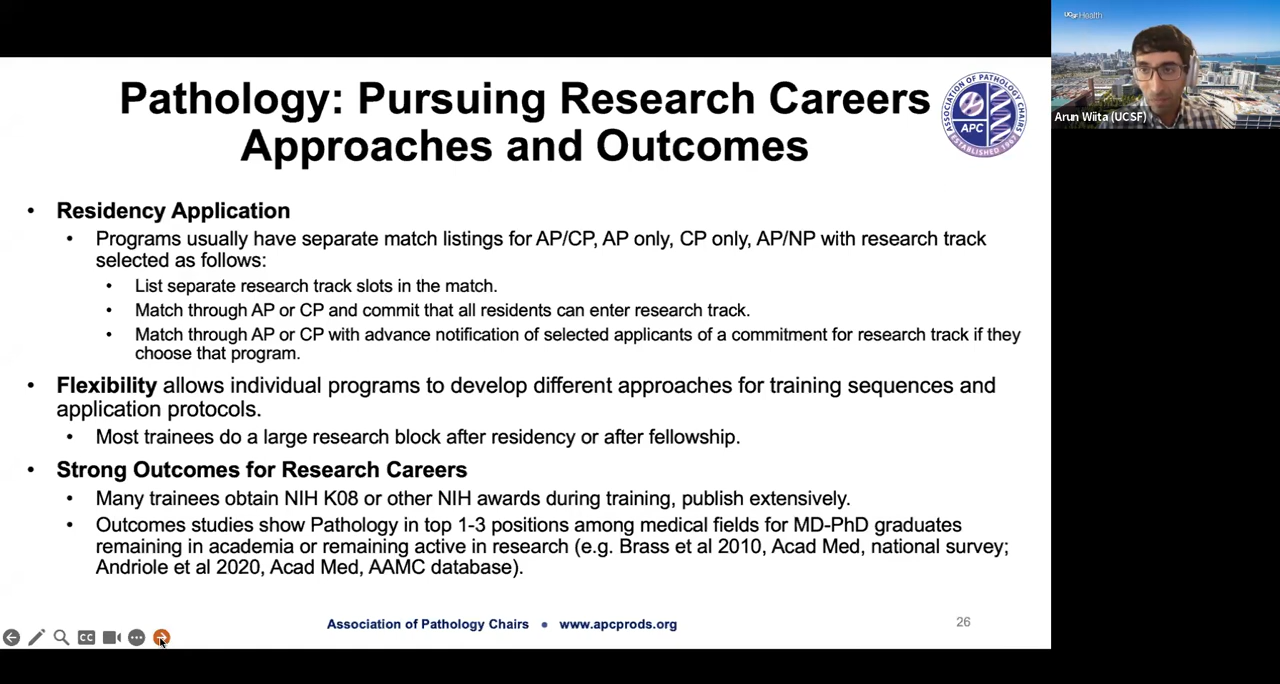 Pathology: Pursuing Research Careers
Approaches and Outcomes
ASSOCIATION OF PATHOLOGY CHAIRS
APC
• Residency Application
• Programs usually have separate match listings for AP/CP, AP only, CP only, AP/NP with research track
selected as follows:
• List separate research track slots in the match.
• Match through AP or CP and commit that all residents can enter research track.
• Match through AP or CP with advance notification of selected applicants of a commitment for research track if they
choose that program.
• Flexibility allows individual programs to develop different approaches for training sequences and
application protocols.
• Most trainees do a large research block after residency or after fellowship.
• Strong Outcomes for Research Careers
• Many trainees obtain NIH K08 or other NIH awards during training, publish extensively.
• Outcomes studies show Pathology in top 1-3 positions among medical fields for MD-PhD graduates
remaining in academia or remaining active in research (e.g. Brass et al 2010, Acad Med, national survey;
Andriole et al 2020, Acad Med, AAMC database).
Association of Pathology Chairs • www.apcprods.org
26
CC
UCSF Health
Arun Wiita (UCSF)